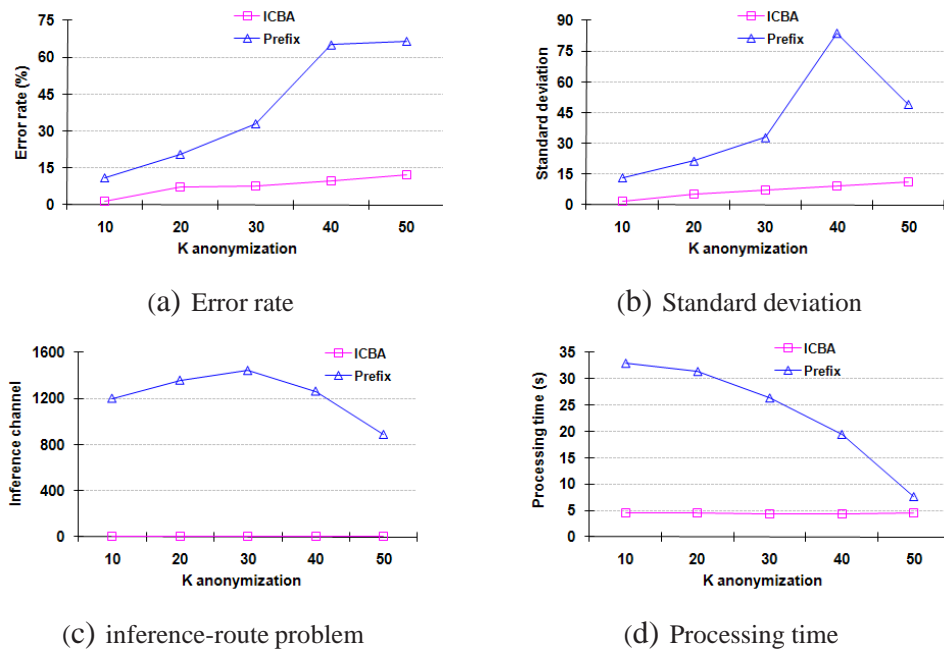 ICBA
Prefix
75
60
45
30
15
0
Error rate (%)
10 20 30 40 50
K anonymization
(a) Error rate
ICBA
Prefix
90
75
60
45
30
15
0
Standard deviation
10 20 30 40 50
K anonymization
(b) Standard deviation
ICBA
Prefix
1600
1200
800
400
0
Inference channel
10 20 30 40 50
K anonymization
(c) inference-route problem
ICBA
Prefix
35
30
25
20
15
10
5
0
Processing time (s)
10 20 30 40 50
K anonymization
(d) Processing time